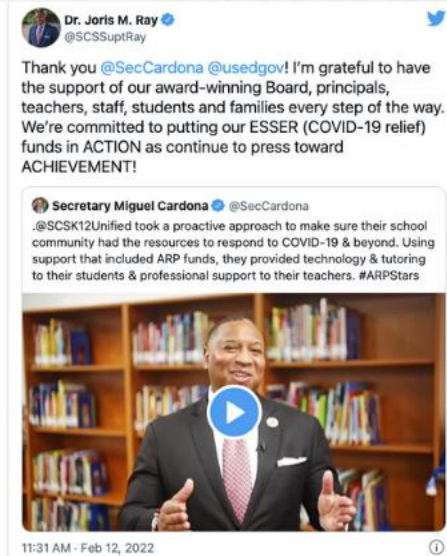 Dr. Joris M. Ray
@SCSSuptRay
Thank you @SecCardona @usedgov! I'm grateful to have
the support of our award-winning Board, principals,
teachers, staff, students and families every step of the way.
We're committed to putting our ESSER (COVID-19 relief)
funds in ACTION as continue to press toward
ACHIEVEMENT!
Secretary Miguel Cardona @SecCardona
.@SCSK12Unified took a proactive approach to make sure their school
community had the resources to respond to COVID-19 & beyond. Using
support that included ARP funds, they provided technology & tutoring
to their students & professional support to their teachers. #ARPStars
11:31 AM · Feb 12, 2022